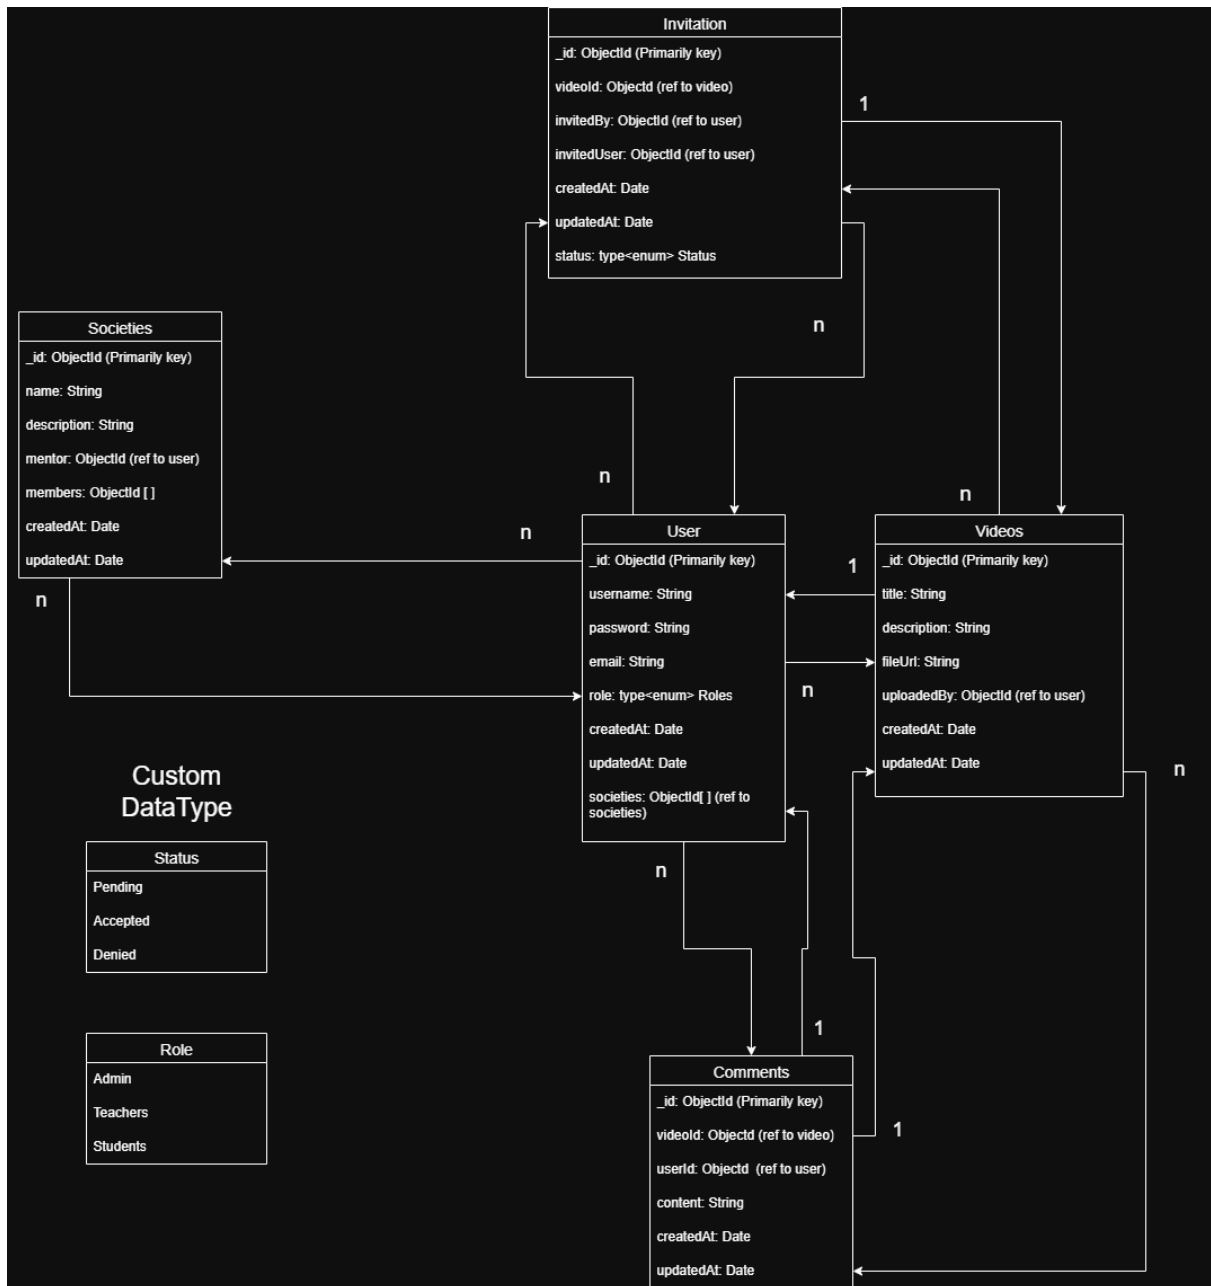 Invitation
_id: ObjectId (Primarily key)
videoId: Objectd (ref to video)
invitedBy: ObjectId (ref to user)
invitedUser: ObjectId (ref to user)
createdAt: Date
updatedAt: Date
status: type<enum> Status
1
n
n
n
Societies
_id: ObjectId (Primarily key)
name: String
description: String
mentor: ObjectId (ref to user)
members: ObjectId [ ]
createdAt: Date
updatedAt: Date
n
n
User
_id: ObjectId (Primarily key)
username: String
password: String
email: String
role: type<enum> Roles
createdAt: Date
updatedAt: Date
societies: ObjectId[ ] (ref to
societies)
1
n
n
Videos
_id: ObjectId (Primarily key)
title: String
description: String
fileUrl: String
uploadedBy: ObjectId (ref to user)
createdAt: Date
updatedAt: Date
n
Custom
DataType
Status
Pending
Accepted
Denied
Role
Admin
Teachers
Students
1
1
Comments
_id: ObjectId (Primarily key)
videoId: Objectd (ref to video)
userId: Objectd  (ref to user)
content: String
createdAt: Date
updatedAt: Date